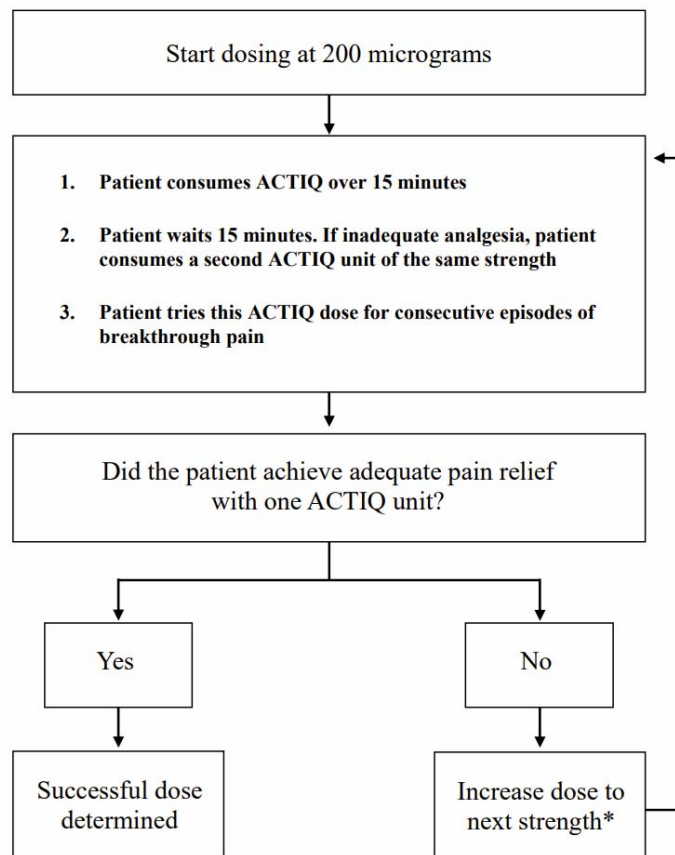 Start dosing at 200 micrograms
1. Patient consumes ACTIQ over 15 minutes
2. Patient waits 15 minutes. If inadequate analgesia, patient
consumes a second ACTIQ unit of the same strength
3. Patient tries this ACTIQ dose for consecutive episodes of
breakthrough pain
Did the patient achieve adequate pain relief
with one ACTIQ unit?
Yes
No
Successful dose
determined
Increase dose to
next strength*